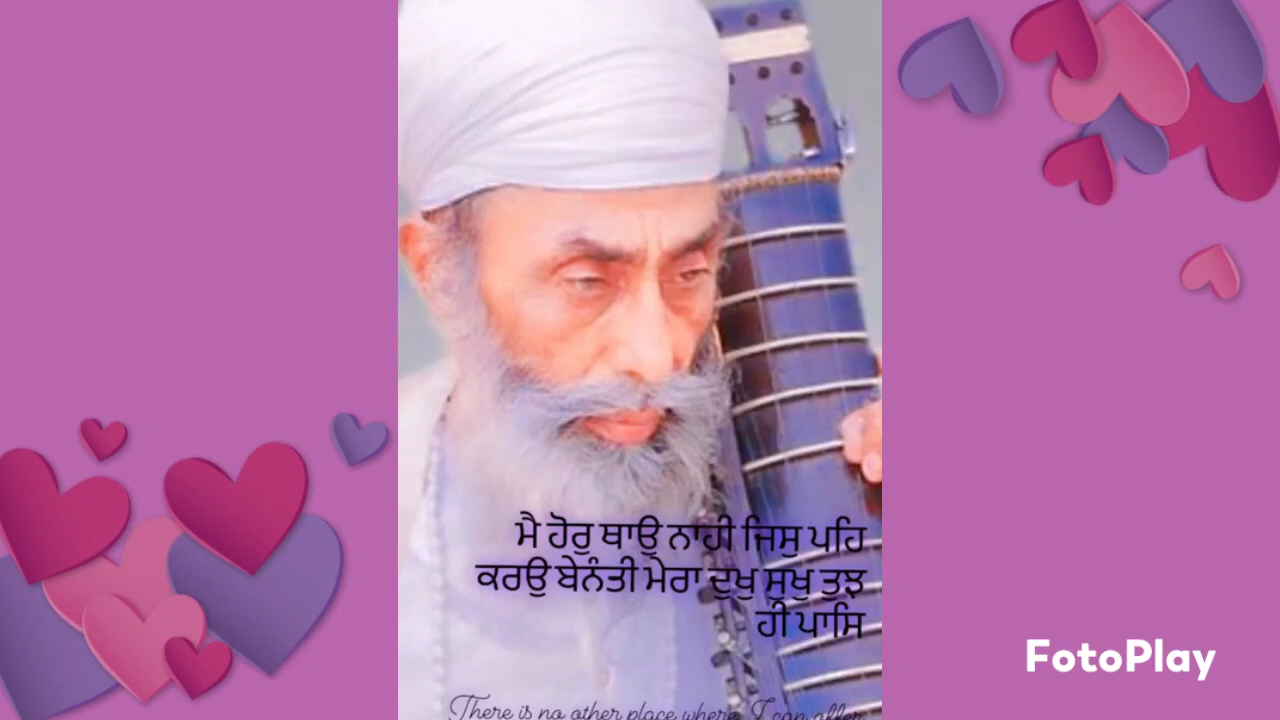 ਮੈ ਹੋਰੁ ਥਾਉ ਨਾਹੀ ਜਿਸੁ ਪਹਿ
ਕਰਉ ਬੇਨੰਤੀ ਮੇਰਾ ਦੁਖੁ ਸੁਖੁ ਤੁਝ
ਹੀ ਪਾਸਿ
There is no other place where I can offer
FotoPlay